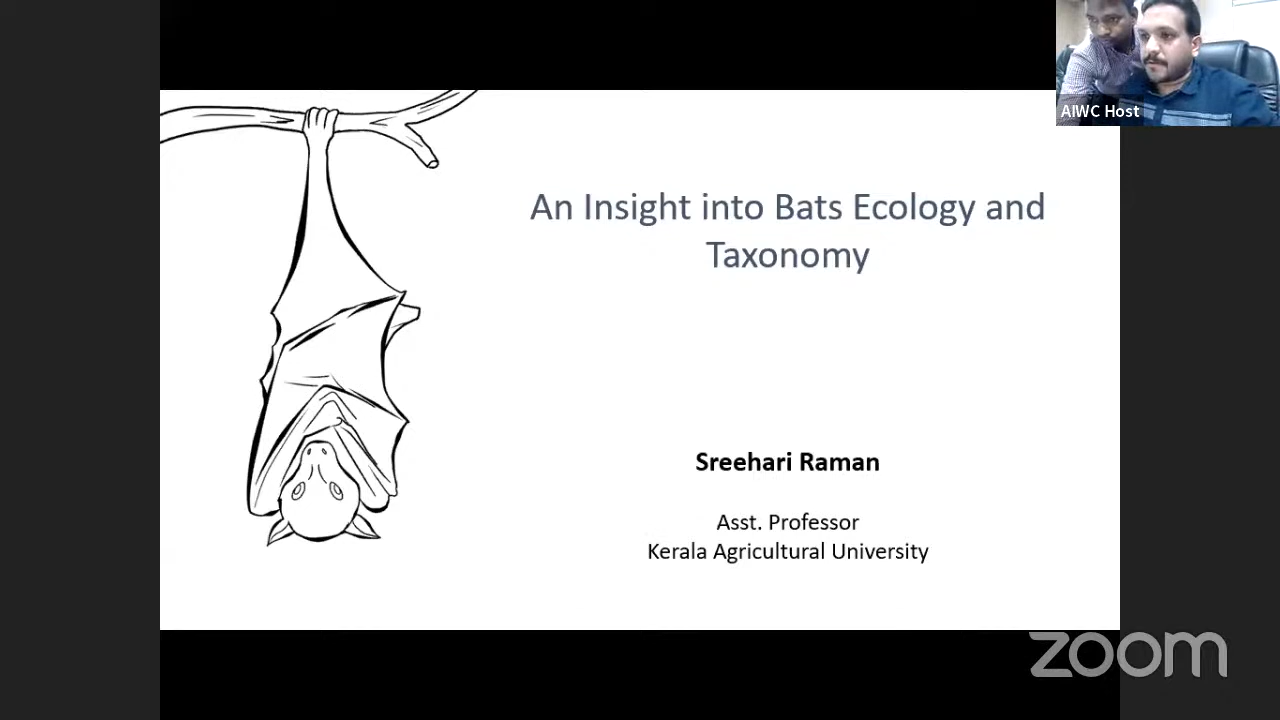 AIWC Host
An Insight into Bats Ecology and
Taxonomy
Sreehari Raman
Asst. Professor
Kerala Agricultural University
zoom